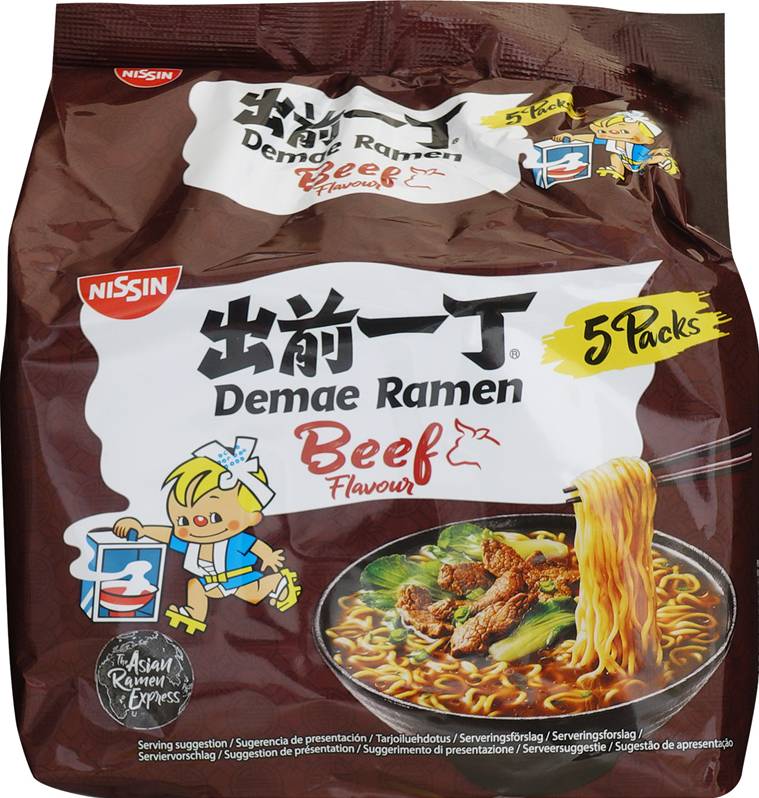 NISSIN
出前一丁
5 Packs
Demae Ramen
Beef
Flavour
NISSIN
出前一丁®
5 Packs
Demae Ramen
Beef
Flavour
The
Asian
Ramen
Express
Serving suggestion / Sugerencia de presentación / Tarjoiluehdotus / Serveringsförslag / Serveringsforslag /
Serviervorschlag / Suggestion de présentation / Suggerimento di presentazione / Serveersuggestie / Sugestão de apresentação